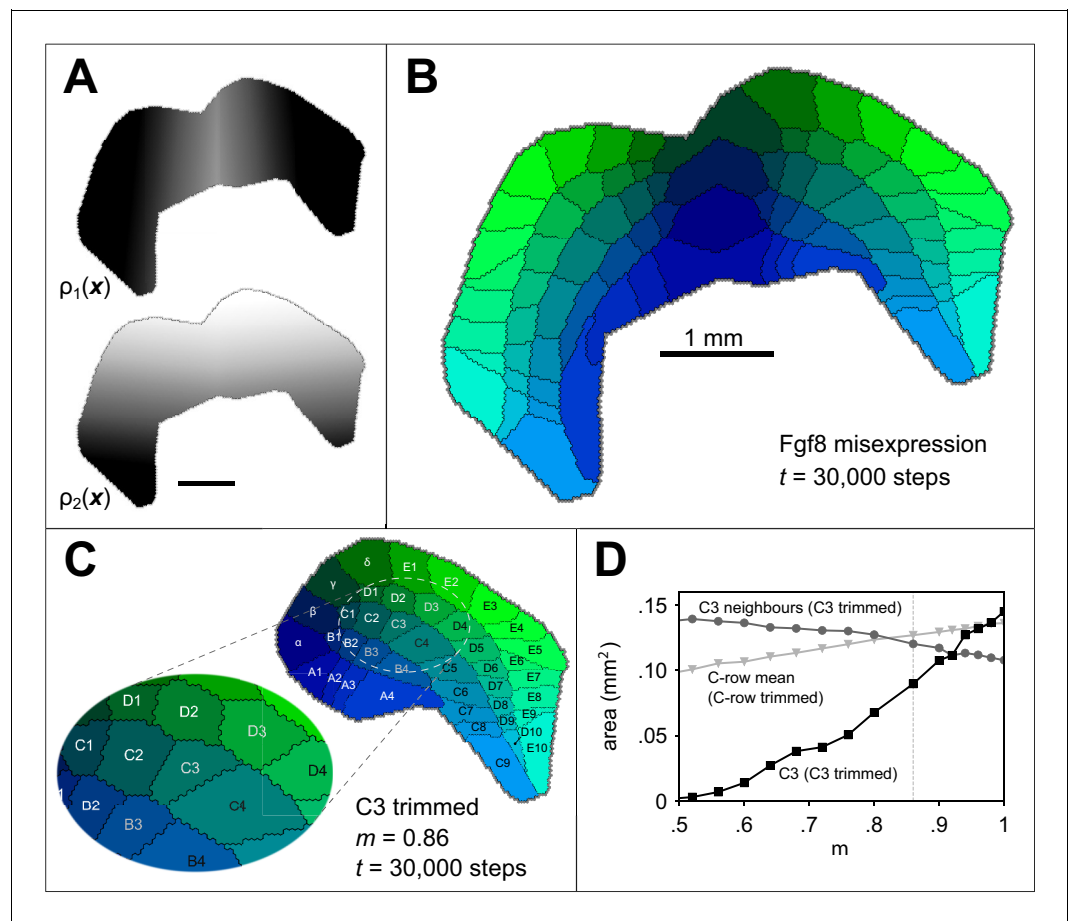 A
ρ1(x)
ρ2(x)
B
1 mm
Fgf8 misexpression
t = 30,000 steps
C
δ
E1
γ
E2
D1
D2
E3
β
C1
C2
D3
C3
D4
E4
B1
B2
α
B3
C4
D5
E5
A1
A2
A3
B4
C5
D6
E6
A4
C6
D7
E7
C7
D8
E8
C8
D9
E9
D10
E10
C9
D1
D2
D3
C1
C2
C3
D4
1
D2
C4
B3
B4
C3 trimmed
m = 0.86
t = 30,000 steps
D
area (mm²)
.15
.10
.05
0
C3 neighbours (C3 trimmed)
C-row mean
(C-row trimmed)
C3 (C3 trimmed)
.5 .6 .7 .8 .9 1
m